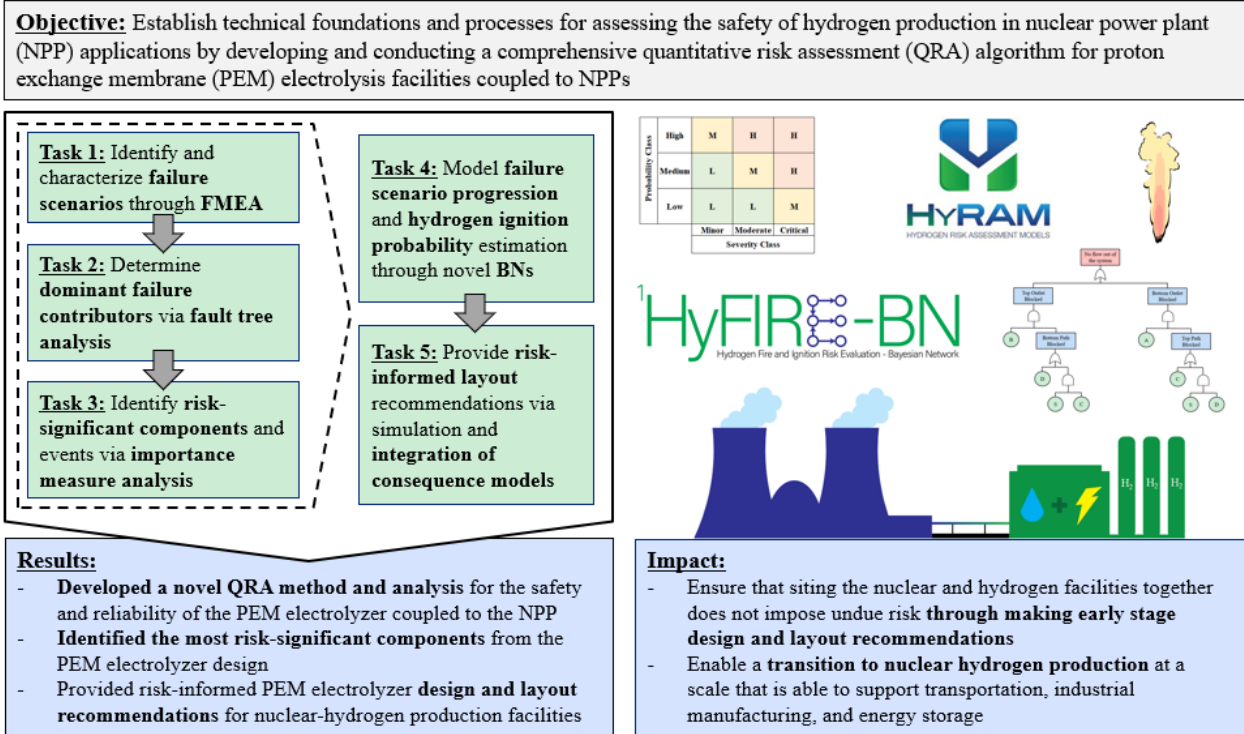 Objective: Establish technical foundations and processes for assessing the safety of hydrogen production in nuclear power plant
(NPP) applications by developing and conducting a comprehensive quantitative risk assessment (QRA) algorithm for proton
exchange membrane (PEM) electrolysis facilities coupled to NPPs
Task 1: Identify and
characterize failure
scenarios through FMEA
Task 2: Determine
dominant failure
contributors via fault tree
analysis
Task 3: Identify risk-
significant components and
events via importance
measure analysis
Task 4: Model failure
scenario progression
and hydrogen ignition
probability estimation
through novel BNs
Task 5: Provide risk-
informed layout
recommendations via
simulation and
integration of
consequence models
Probability Class
High M H H
Medium L M H
Low L L M
Minor Moderate Critical
Severity Class
HYRAM
HYDROGEN RISK ASSESSMENT MODELS
No flow out of
the system
Top Outlet
Blocked
Bottom Outlet
Blocked
B
Bottom Path
Blocked
A
Top Path
Blocked
D
C
S
C
S
D
1HyFIRE-BN
Hydrogen Fire and Ignition Risk Evaluation - Bayesian Network
+
H2 H2 H2
Results:
- Developed a novel QRA method and analysis for the safety
and reliability of the PEM electrolyzer coupled to the NPP
- Identified the most risk-significant components from the
PEM electrolyzer design
- Provided risk-informed PEM electrolyzer design and layout
recommendations for nuclear-hydrogen production facilities
Impact:
- Ensure that siting the nuclear and hydrogen facilities together
does not impose undue risk through making early stage
design and layout recommendations
- Enable a transition to nuclear hydrogen production at a
scale that is able to support transportation, industrial
manufacturing, and energy storage